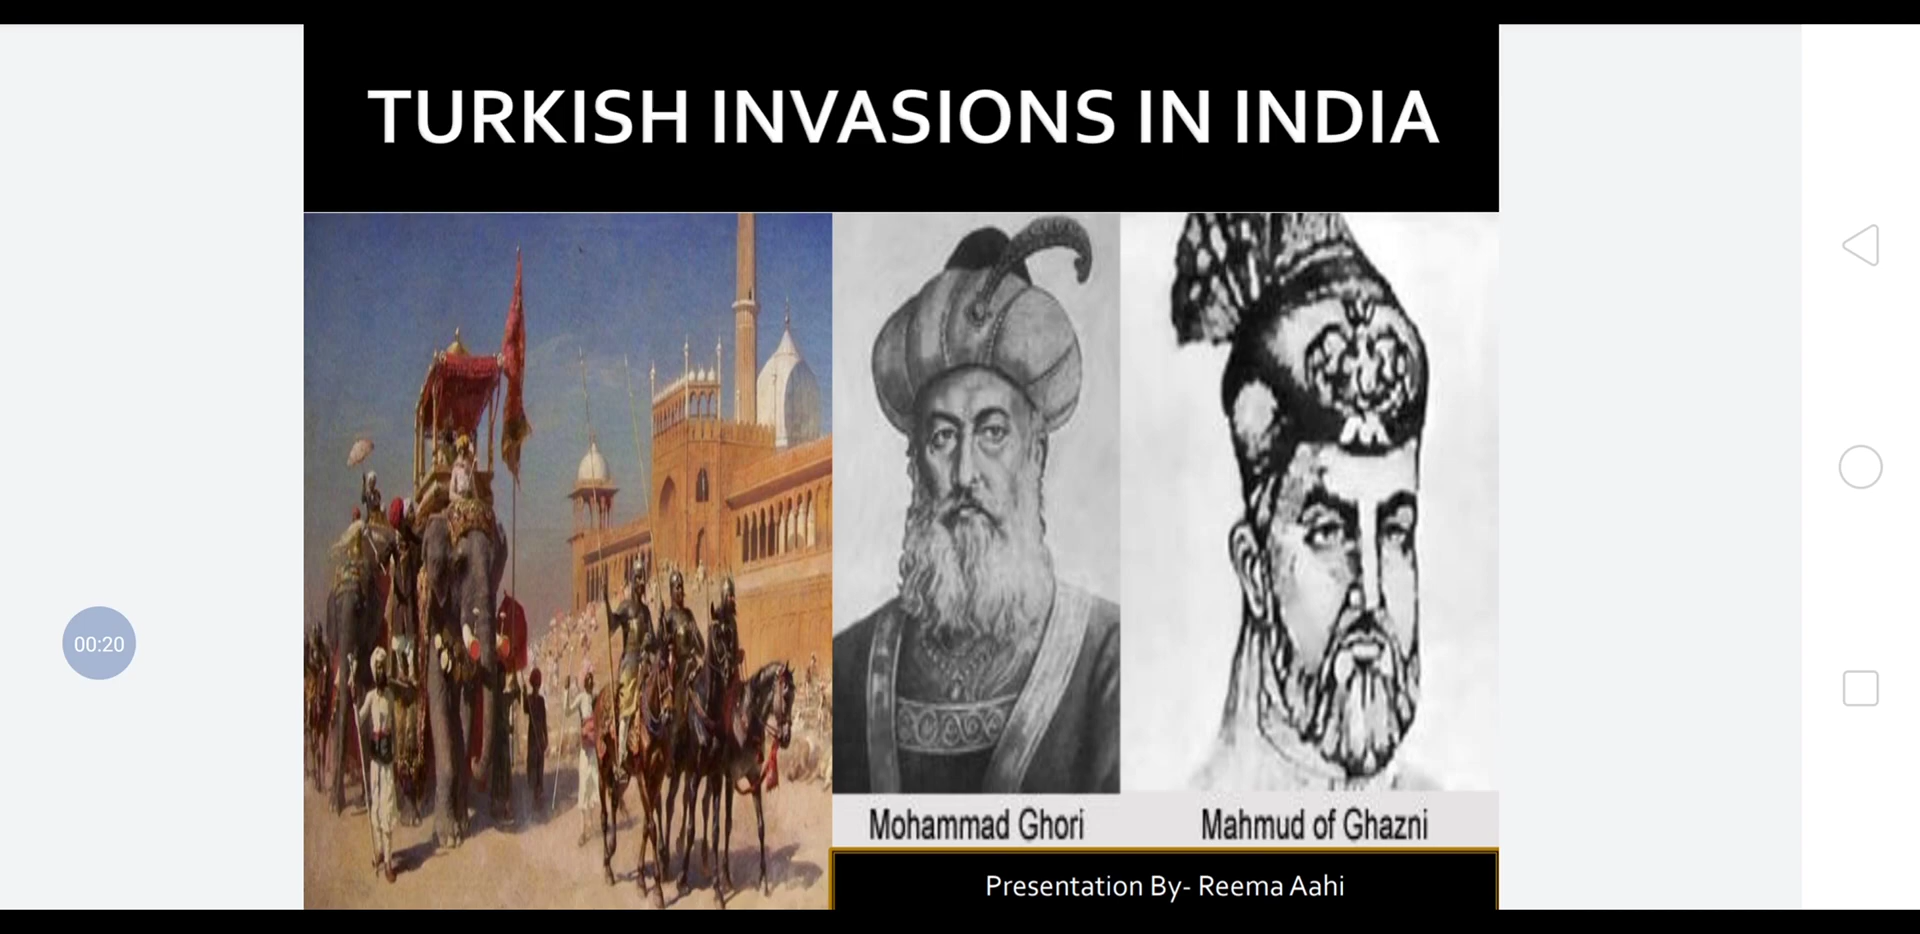 TURKISH INVASIONS IN INDIA
00:20
Mohammad Ghori
Mahmud of Ghazni
Presentation By- Reema Aahi